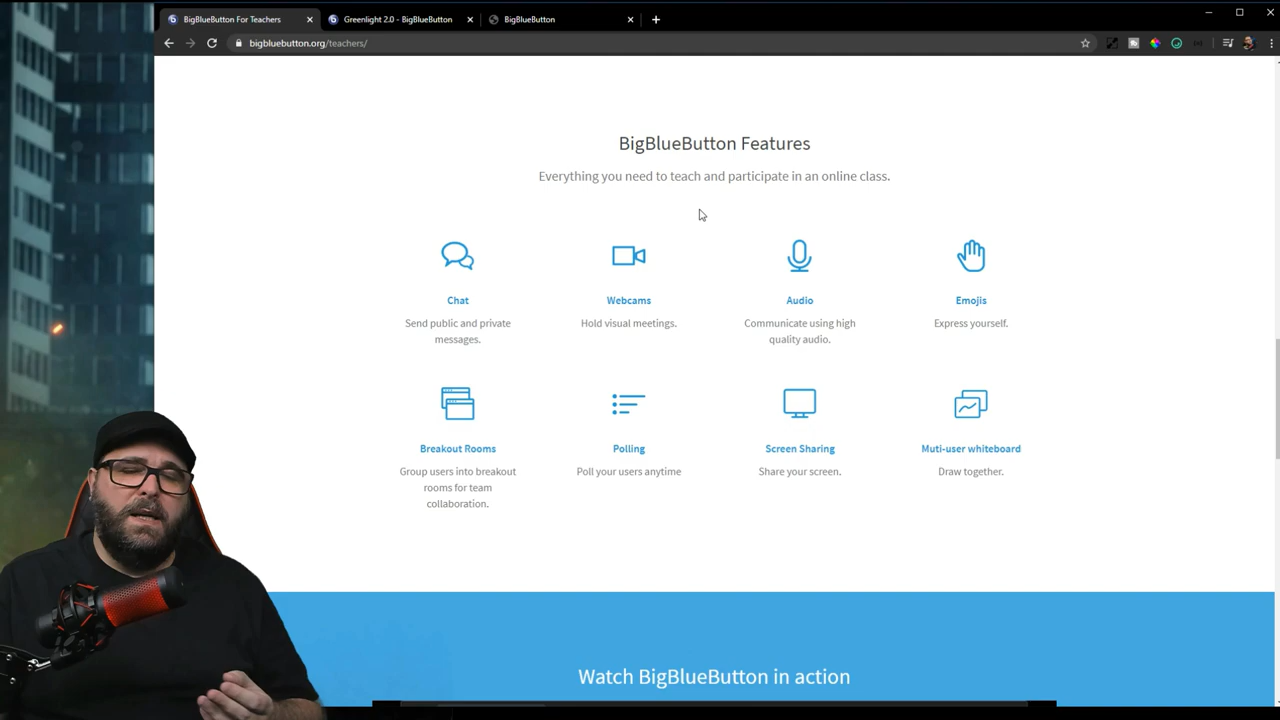 BigBlueButton For Teachers
Greenlight 2.0 - BigBlueButton
BigBlueButton
bigbluebutton.org/teachers/
BigBlueButton Features
Everything you need to teach and participate in an online class.
Chat
Send public and private
messages.
Webcams
Hold visual meetings.
Audio
Communicate using high
quality audio.
Emojis
Express yourself.
Breakout Rooms
Group users into breakout
rooms for team
collaboration.
Polling
Poll your users anytime
Screen Sharing
Share your screen.
Muti-user whiteboard
Draw together.
Watch BigBlueButton in action